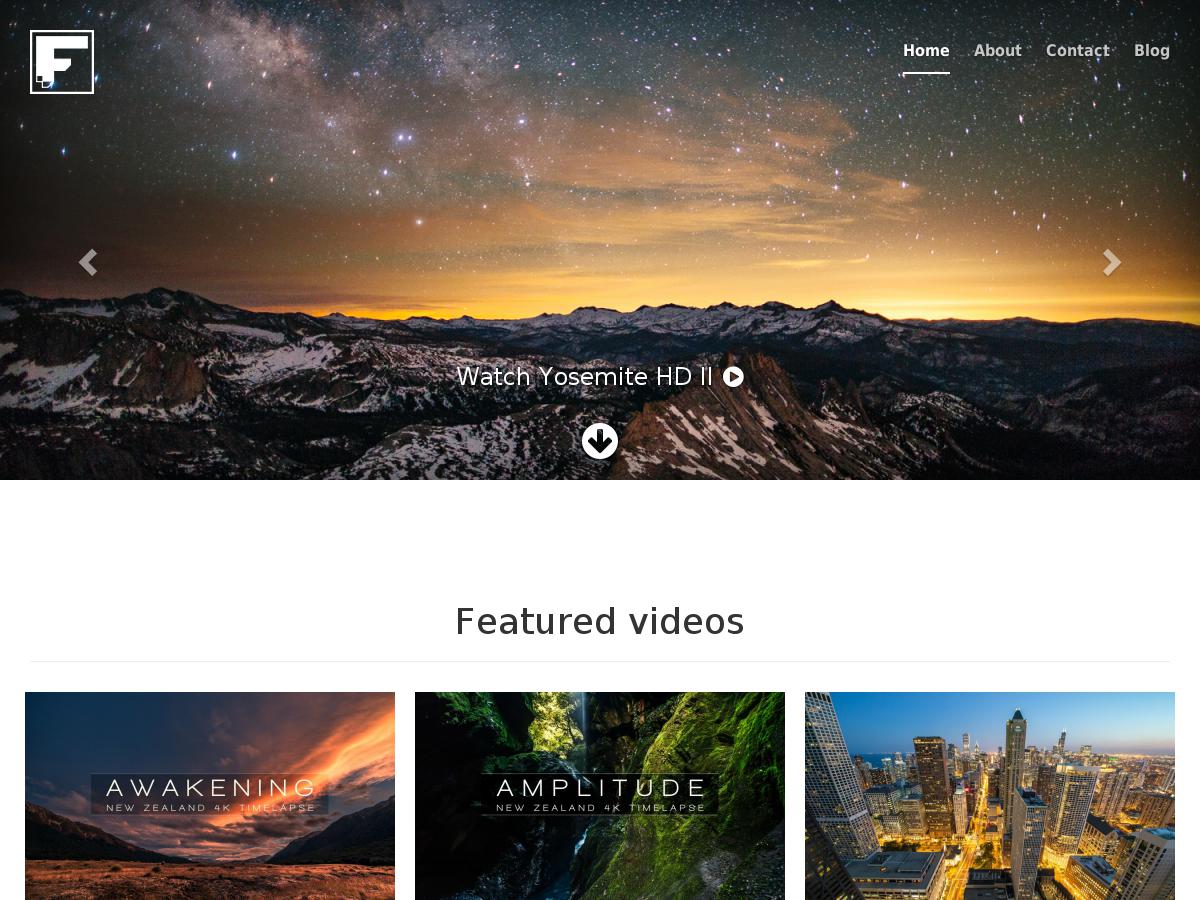 F
Home About Contact Blog
Watch Yosemite HD II
Featured videos
AWAKENING
NEW ZEALAND 4K TIMELAPSE
AMPLITUDE
NEW ZEALAND 4K TIMELAPSE